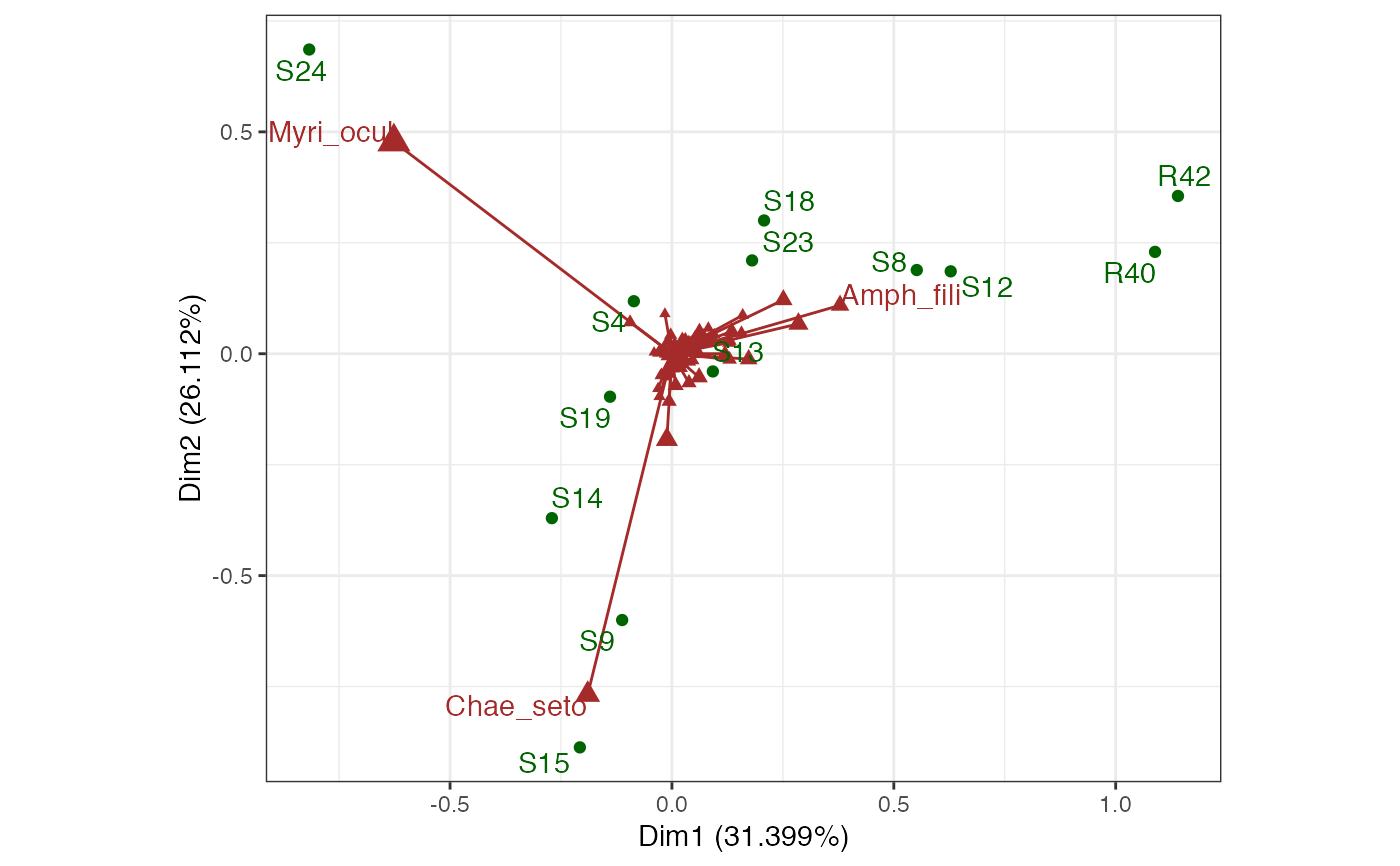 S24
0.5
Myri_ocul
R42
S18
S23
S8
R40
S12
Amph_fili
S4
0.0
S13
S19
S14
-0.5
S9
Chae_seto
S15
-0.5
0.0
0.5
1.0
Dim1 (31.399%)
Dim2 (26.112%)